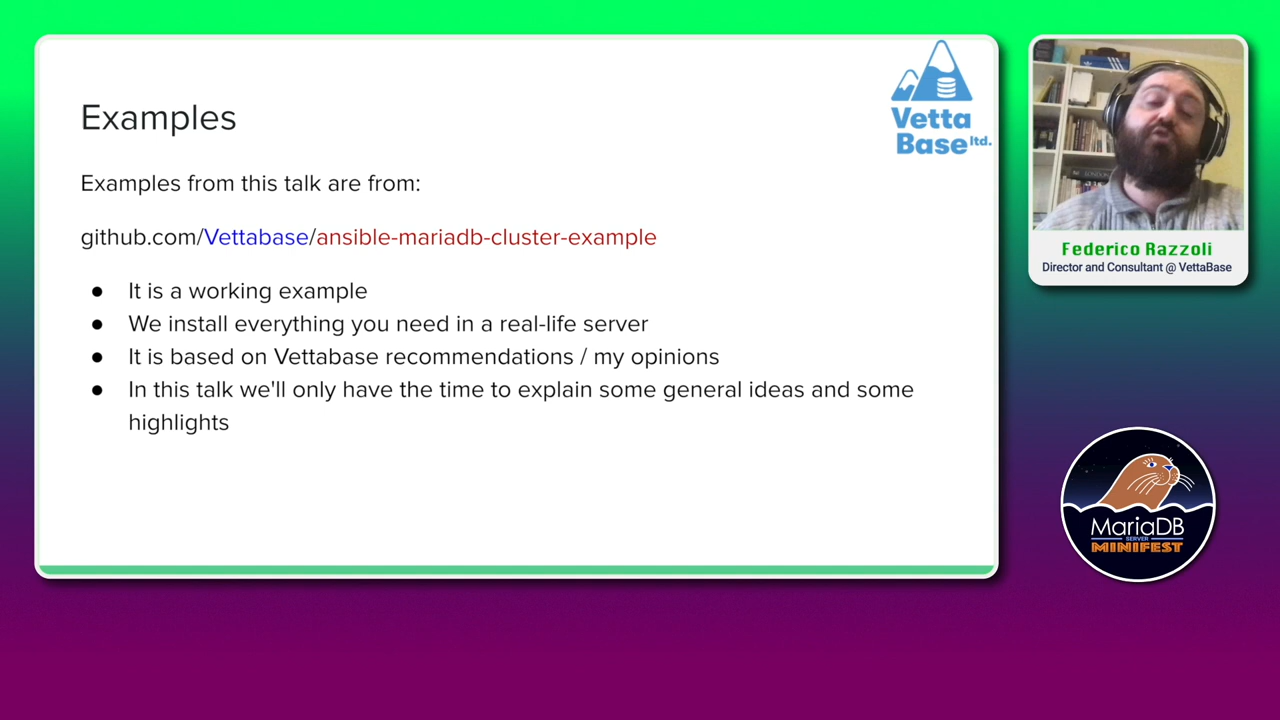 Examples
Examples from this talk are from:
github.com/Vettabase/ansible-mariadb-cluster-example
● It is a working example
● We install everything you need in a real-life server
● It is based on Vettabase recommendations / my opinions
● In this talk we'll only have the time to explain some general ideas and some
highlights
Vetta
Base ltd.
Federico Razzoli
Director and Consultant @ VettaBase
MariaDB
SERVER
MINIFEST